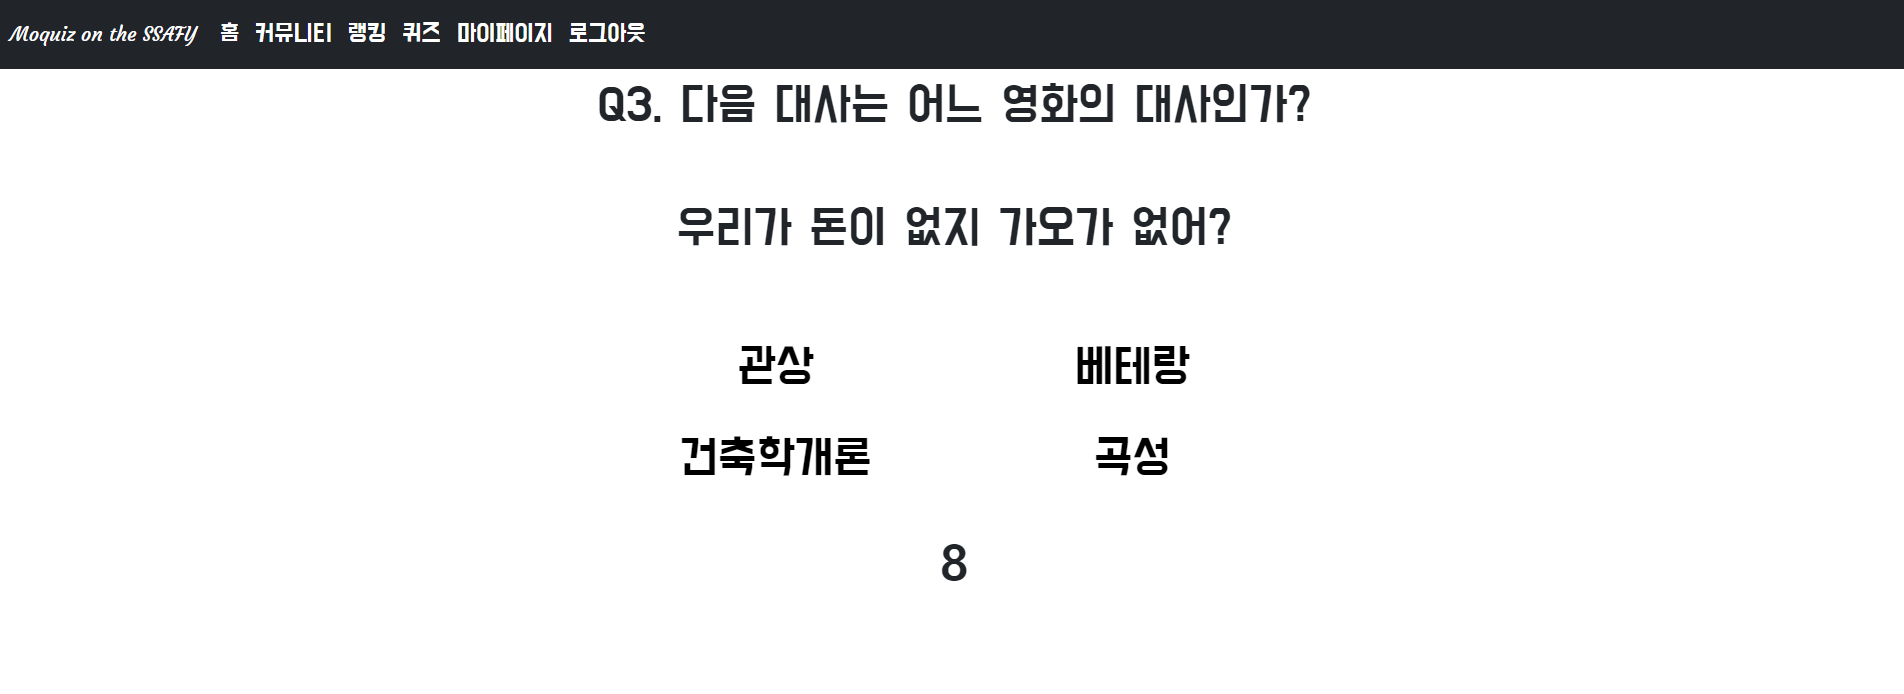 Moquiz on the SSAFY 홈 커뮤니티 랭킹 퀴즈 마이페이지 로그아웃
Q3. 다음 대사는 어느 영화의 대사인가?
우리가 돈이 없지 가오가 없어?
관상 베테랑
건축학개론 곡성
8